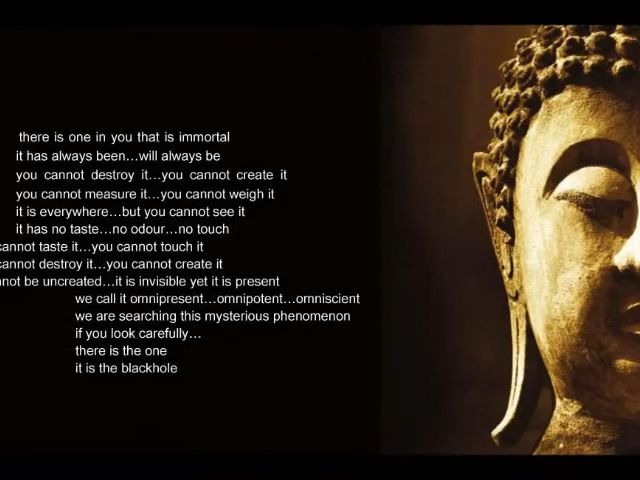 there is one in you that is immortal
it has always been...will always be
you cannot destroy it...you cannot create it
you cannot measure it...you cannot weigh it
it is everywhere...but you cannot see it
it has no taste...no odour...no touch
cannot taste it...you cannot touch it
cannot destroy it...you cannot create it
not be uncreated...it is invisible yet it is present
we call it omnipresent...omnipotent...omniscient
we are searching this mysterious phenomenon
if you look carefully...
there is the one
it is the blackhole